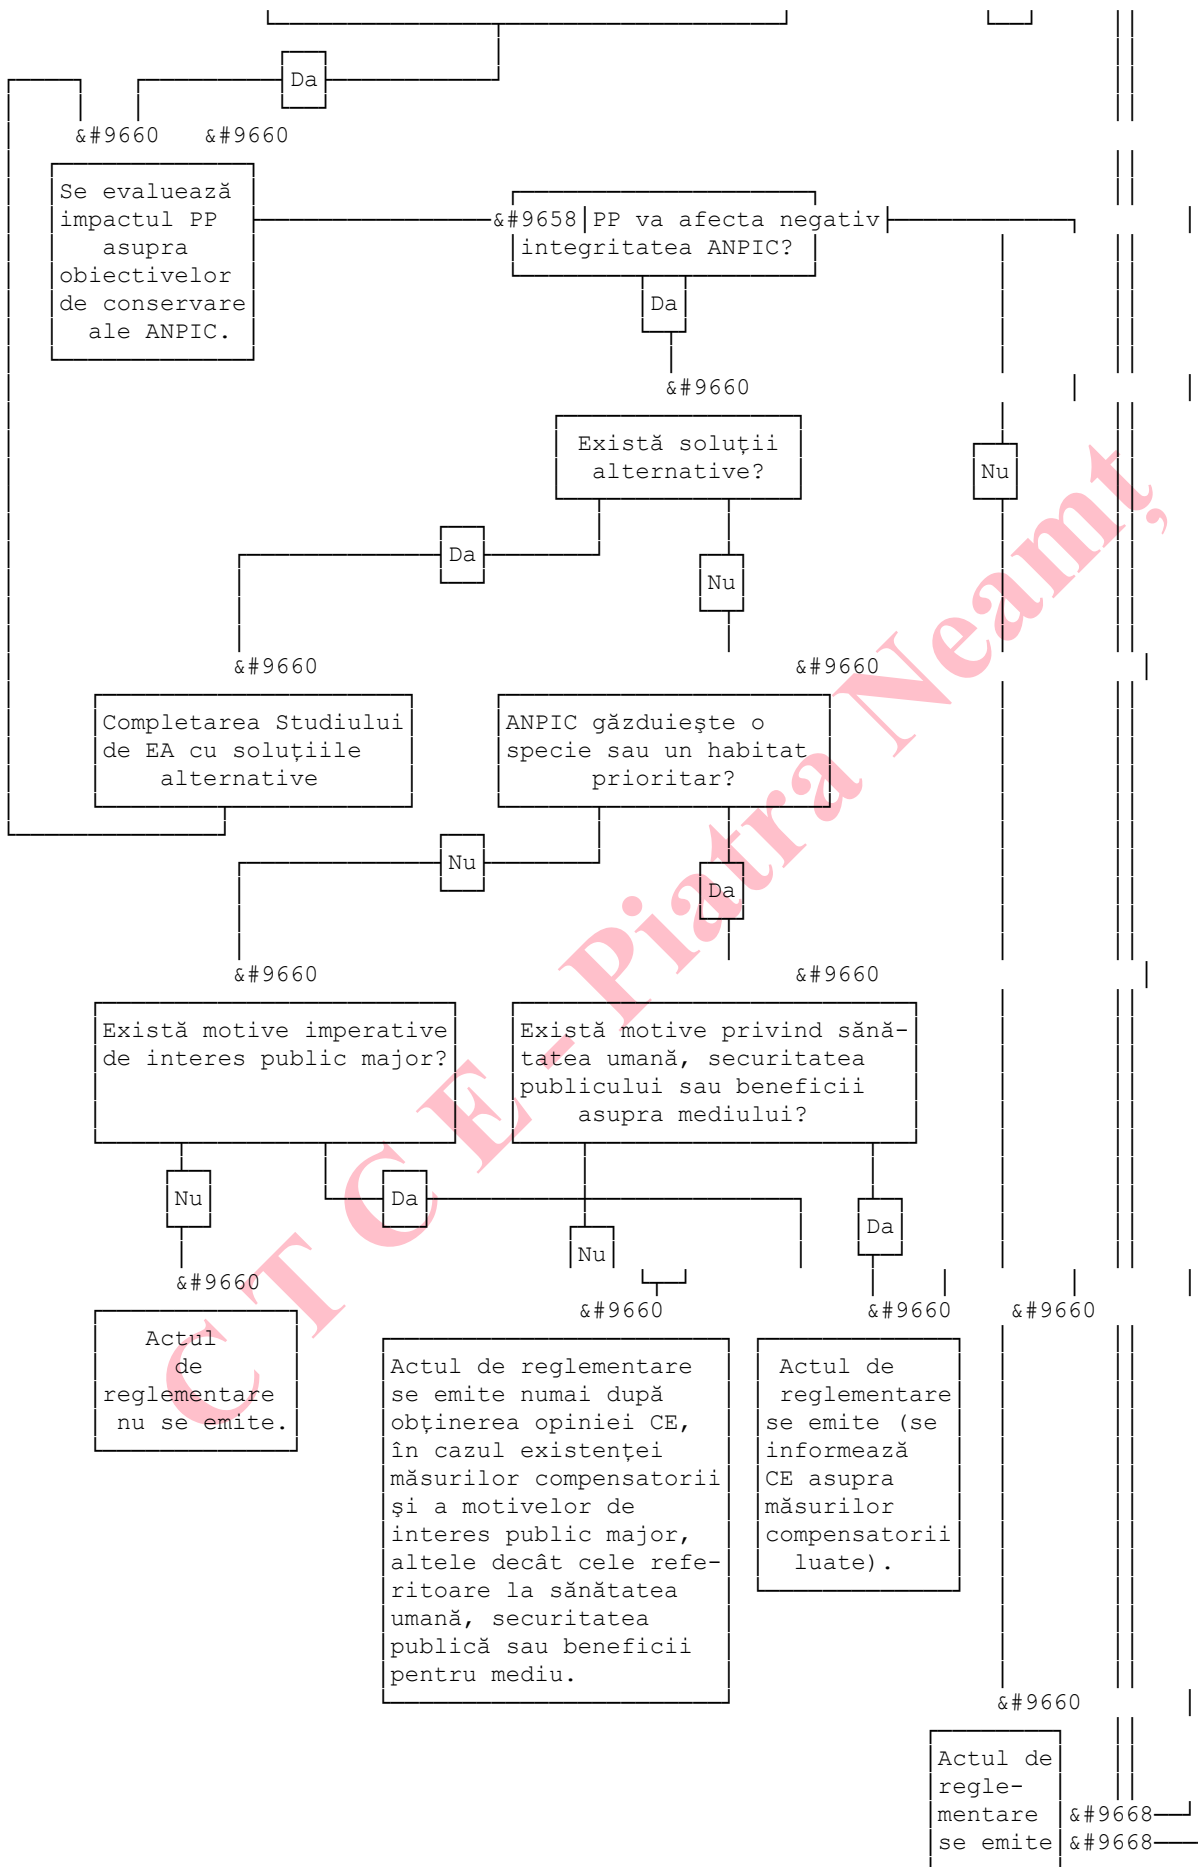 Da
&#9660 &#9660
Se evaluează
impactul PP
asupra
obiectivelor
de conservare
ale ANPIC.
&#9658 PP va afecta negativ
integritatea ANPIC?
Da
&#9660
Există soluţii
alternative?
Nu
Da
Nu
&#9660 &#9660
Completarea Studiului
de EA cu soluţiile
alternative
ANPIC găzduieşte o
specie sau un habitat
prioritar?
Nu
Da
&#9660 &#9660
Există motive imperative
de interes public major?
Există motive privind sănă-
tatea umană, securitatea
publicului sau beneficii
asupra mediului?
Nu
Da
Da
Nu
&#9660 &#9660 &#9660 &#9660
Actul
de
reglementare
nu se emite.
Actul de reglementare
se emite numai după
obţinerea opiniei CE,
în cazul existenţei
măsurilor compensatorii
şi a motivelor de
interes public major,
altele decât cele refe-
ritoare la sănătatea
umană, securitatea
publică sau beneficii
pentru mediu.
Actul de
reglementare
se emite (se
informează
CE asupra
măsurilor
compensatorii
luate).
&#9660
Actul de
regle-
mentare &#9668
se emite &#9668
C T C E - Piatra Neamţ